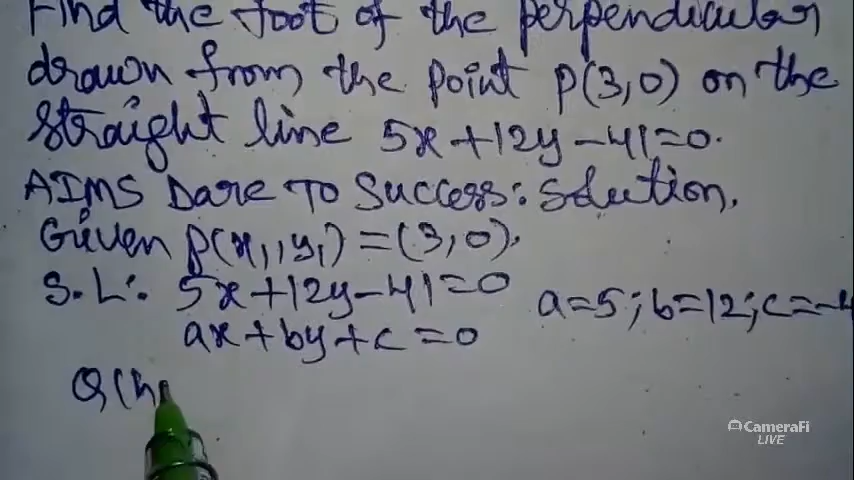 Find the foot of the perpendicular
drawn from the point P(3,0) on the
straight line 5x+12y-41=0.
AIMS Dare To Success: Solution.
Given P(x1,y1)=(3,0).
S.L: 5x+12y-41=0 a=5;b=12;c=-4
ax+by+c=0
Q(h
CameraFi
LIVE